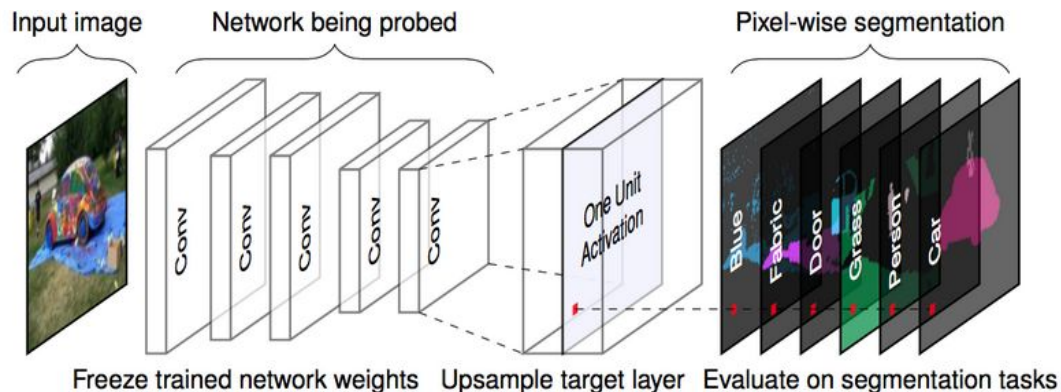 Input image
Network being probed
Pixel-wise segmentation
Conv
Conv
Conv
Conv
Conv
One Unit
Activation
Blue
Fabric
Door
Grass
Person
Car
Freeze trained network weights
Upsample target layer
Evaluate on segmentation tasks